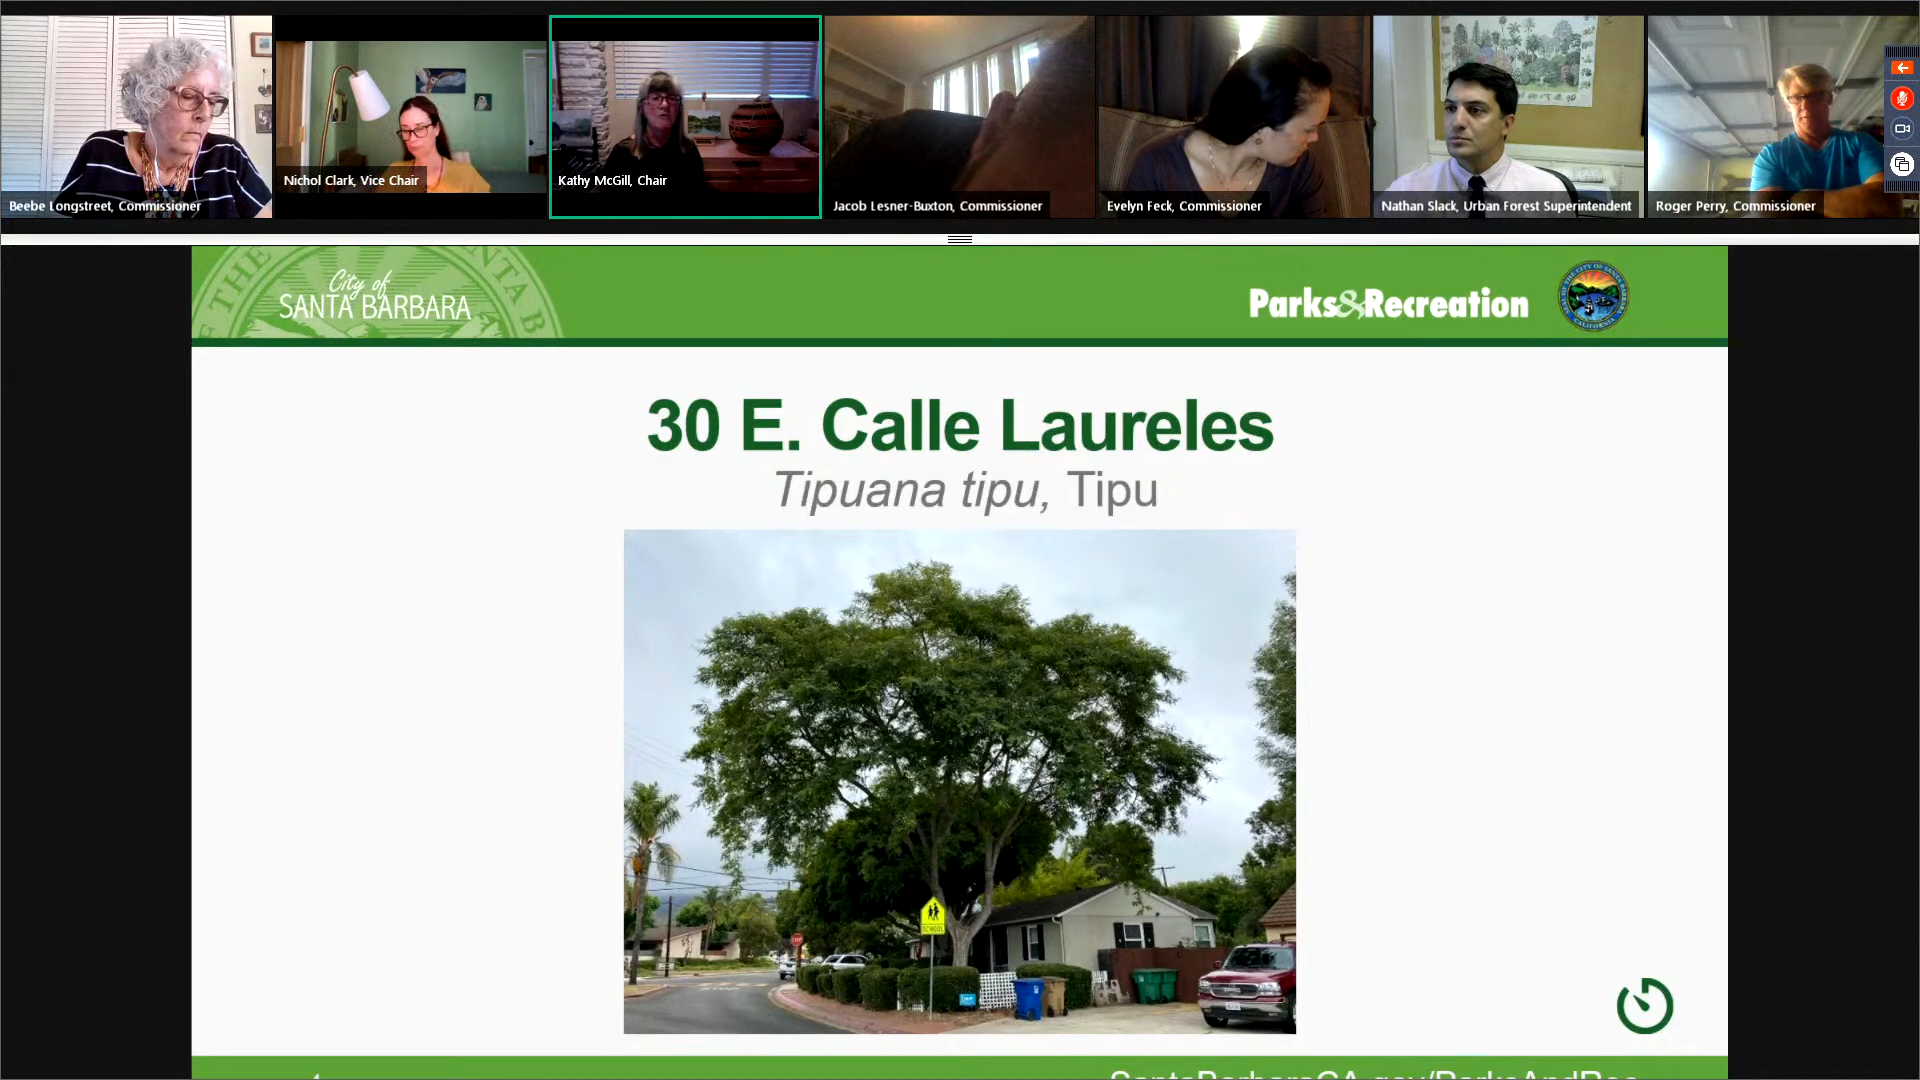 Beebe Longstreet, Commissioner
Nichol Clark, Vice Chair
Kathy McGill, Chair
Jacob Lesner-Buxton, Commissioner
Evelyn Feck, Commissioner
Nathan Slack, Urban Forest Superintendent
Roger Perry, Commissioner
City of
SANTA BARBARA
Parks&Recreation
30 E. Calle Laureles
Tipuana tipu, Tipu
SCHOOL
SantaBarbaraCA.gov/ParksAndRec